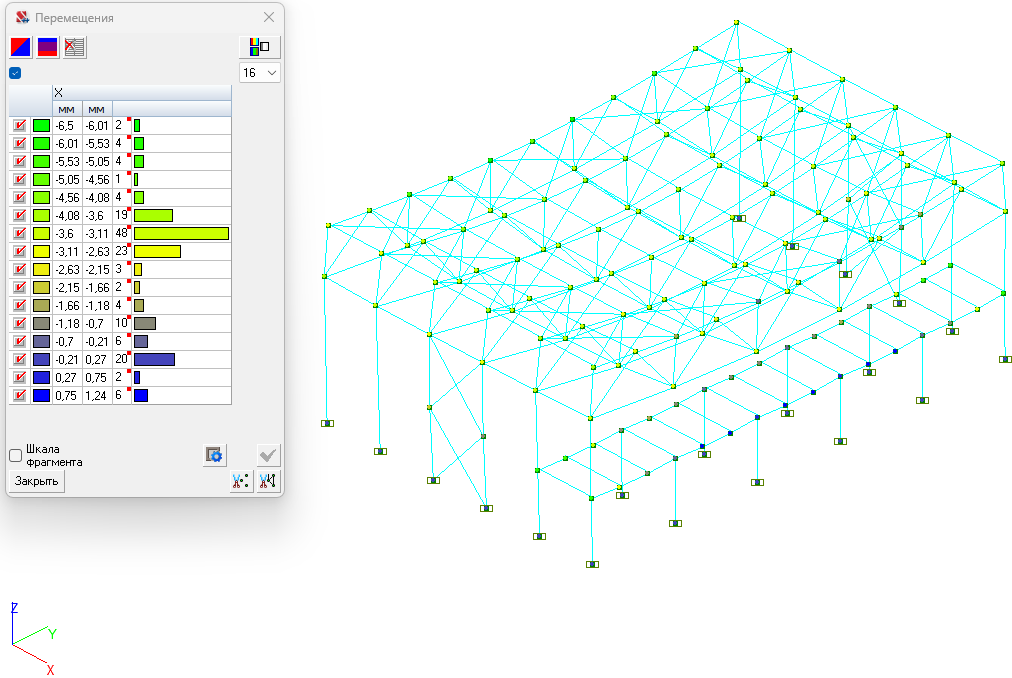 Перемещения
16
X
мм мм
-6,5 -6,01 2
-6,01 -5,53 4
-5,53 -5,05 4
-5,05 -4,56 1
-4,56 -4,08 4
-4,08 -3,6 19
-3,6 -3,11 48
-3,11 -2,63 23
-2,63 -2,15 3
-2,15 -1,66 2
-1,66 -1,18 4
-1,18 -0,7 10
-0,7 -0,21 6
-0,21 0,27 20
0,27 0,75 2
0,75 1,24 6
Шкала
фрагмента
Закрыть
Z
Y
X